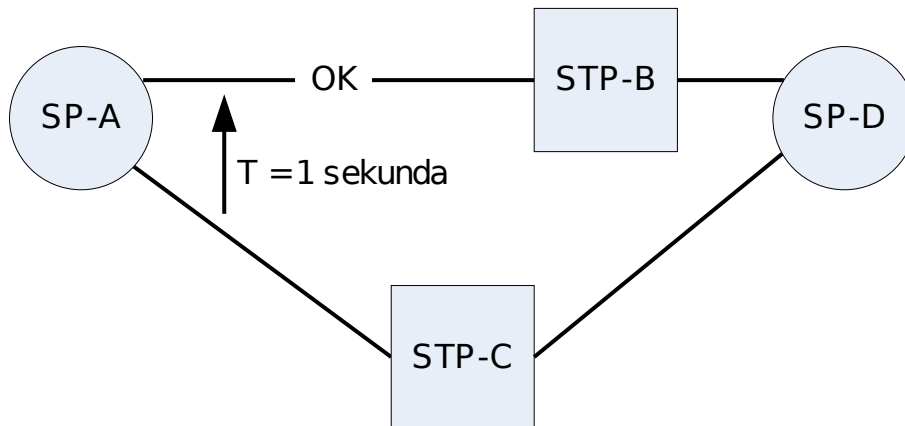 SP-A
OK
STP-B
SP-D
T = 1 sekunda
STP-C